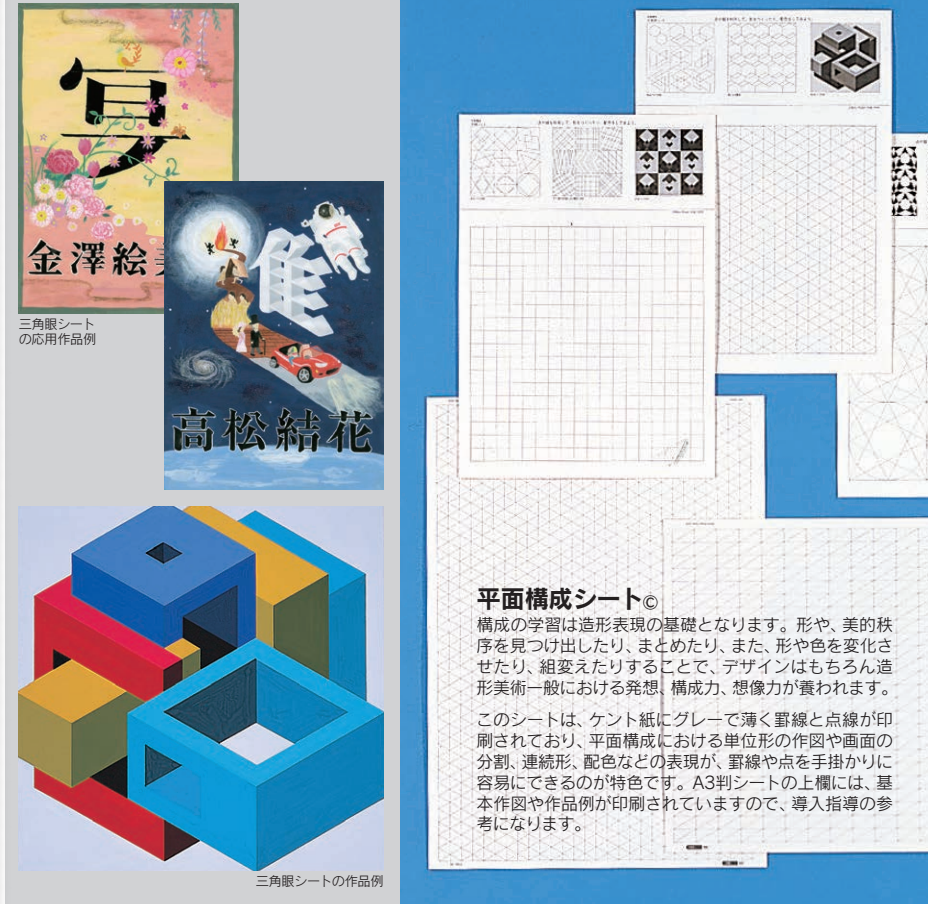 宴
金澤絵
三角眼シート
の応用作品例
高松結花
三角眼シートの作品例
平面構成シート©
構成の学習は造形表現の基礎となります。形や、美的秩
序を見つけ出したり、まとめたり、また、形や色を変化さ
せたり、組変えたりすることで、デザインはもちろん造
形美術一般における発想、構成力、想像力が養われます。
このシートは、ケント紙にグレーで薄く罫線と点線が印
刷されており、平面構成における単位形の作図や画面の
分割、連続形、配色などの表現が、罫線や点を手掛かりに
容易にできるのが特色です。A3判シートの上欄には、基
本作図や作品例が印刷されていますので、導入指導の参
考になります。